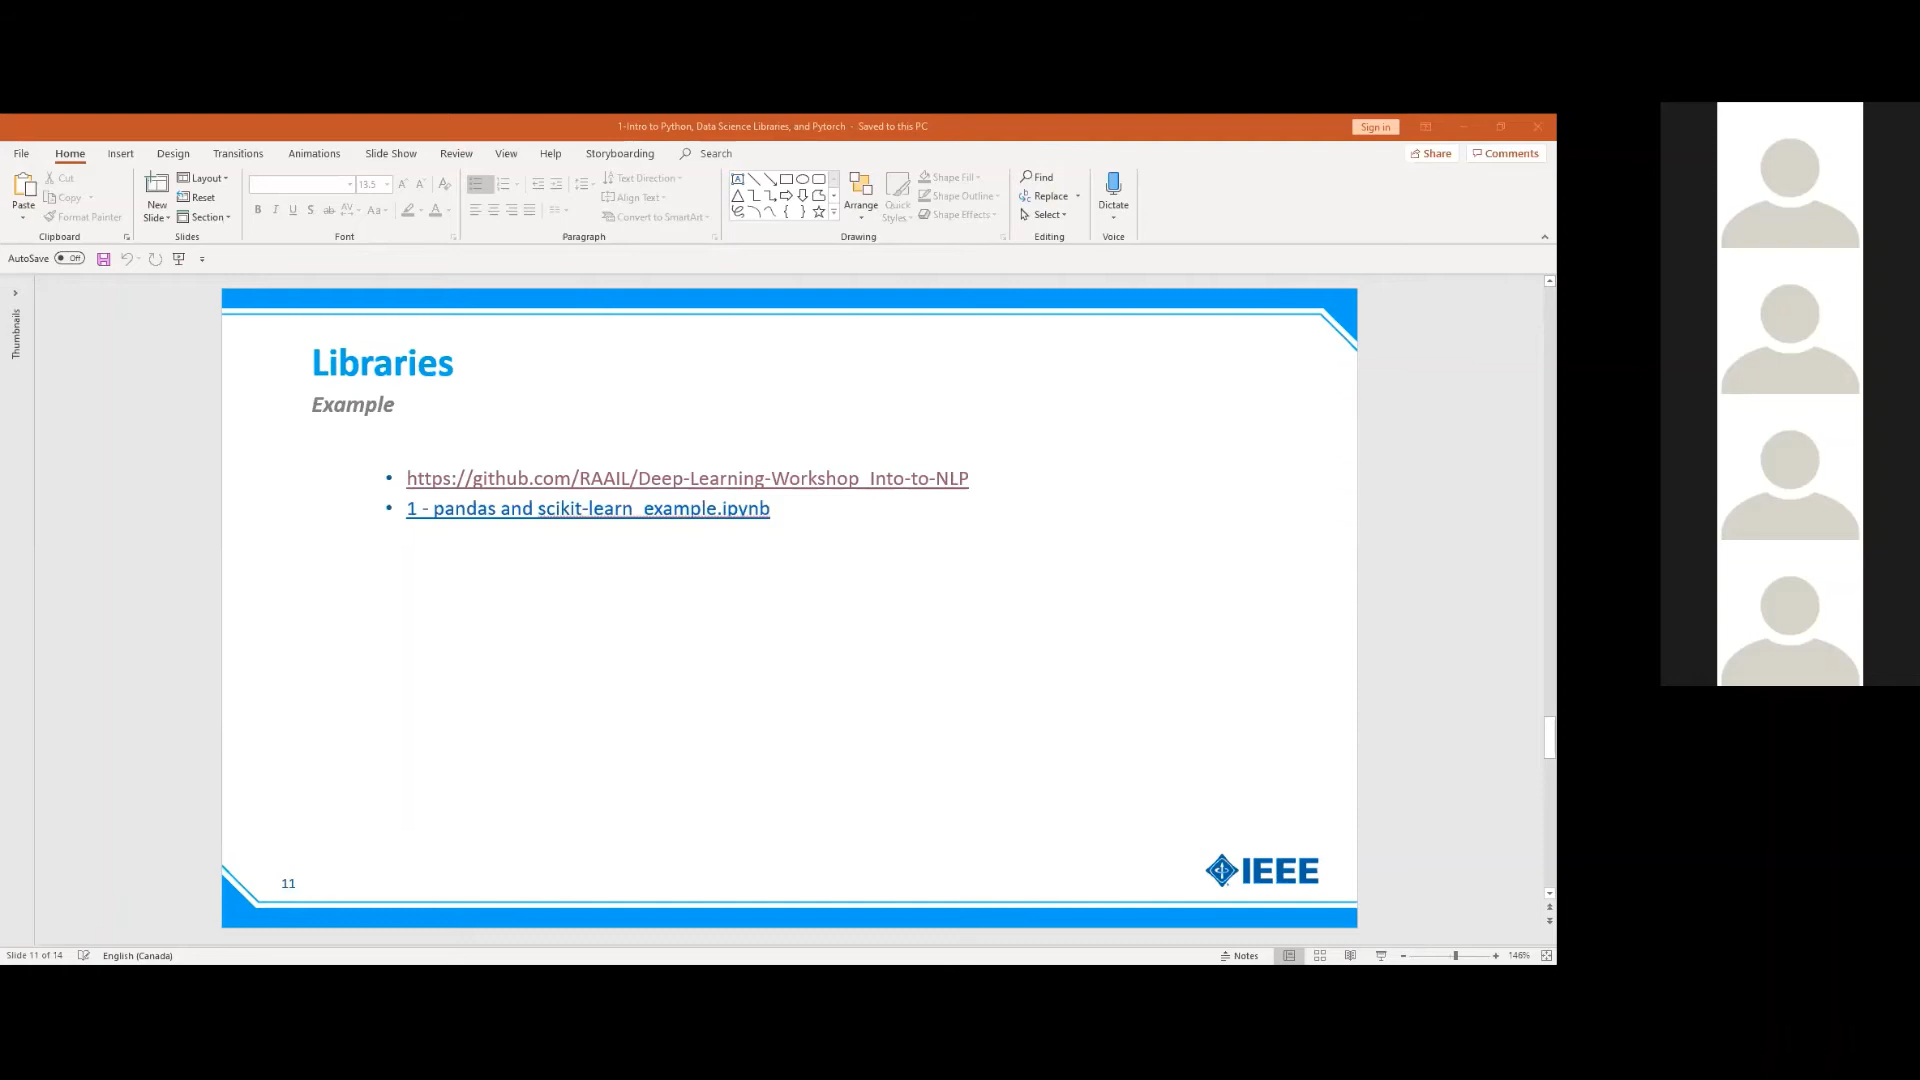 1-Intro to Python, Data Science Libraries, and Pytorch - Saved to this PC
Sign in
File Home Insert Design Transitions Animations Slide Show Review View Help Storyboarding Search
Share Comments
Paste
Cut
Copy
Format Painter
Clipboard
New
Slide
Layout
Reset
Section
Slides
13.5
B I U S ab AV Aa A
Font
Text Direction
Align Text
Convert to SmartArt
Paragraph
Arrange
Quick
Styles
Shape Fill
Shape Outline
Shape Effects
Drawing
Find
Replace
Select
Editing
Dictate
Voice
AutoSave Off
Thumbnails
Libraries
Example
• https://github.com/RAAIL/Deep-Learning-Workshop_Into-to-NLP
• 1 - pandas and scikit-learn_example.ipynb
11
IEEE
Slide 11 of 14 English (Canada)
Notes
146%